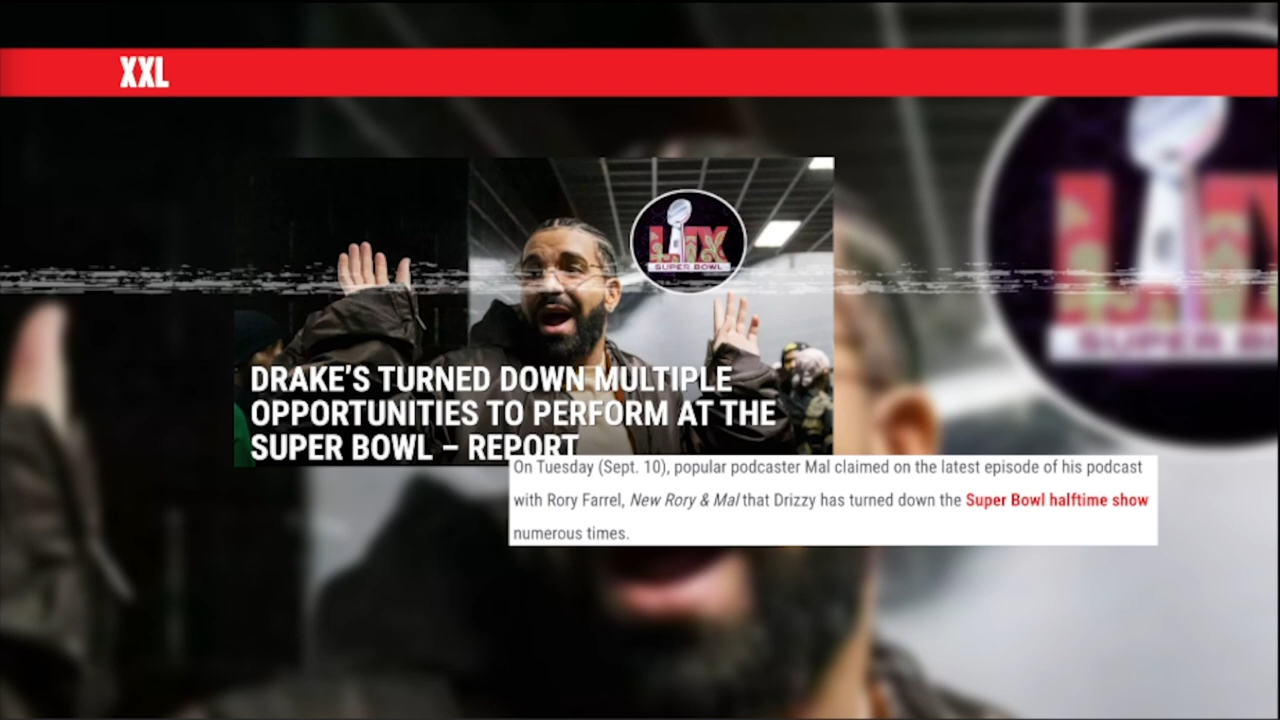 XXL
LIX
SUPER BOWL
DRAKE'S TURNED DOWN MULTIPLE
OPPORTUNITIES TO PERFORM AT THE
SUPER BOWL – REPORT
On Tuesday (Sept. 10), popular podcaster Mal claimed on the latest episode of his podcast
with Rory Farrel, New Rory & Mal that Drizzy has turned down the Super Bowl halftime show
numerous times.
LIX
SUPER B